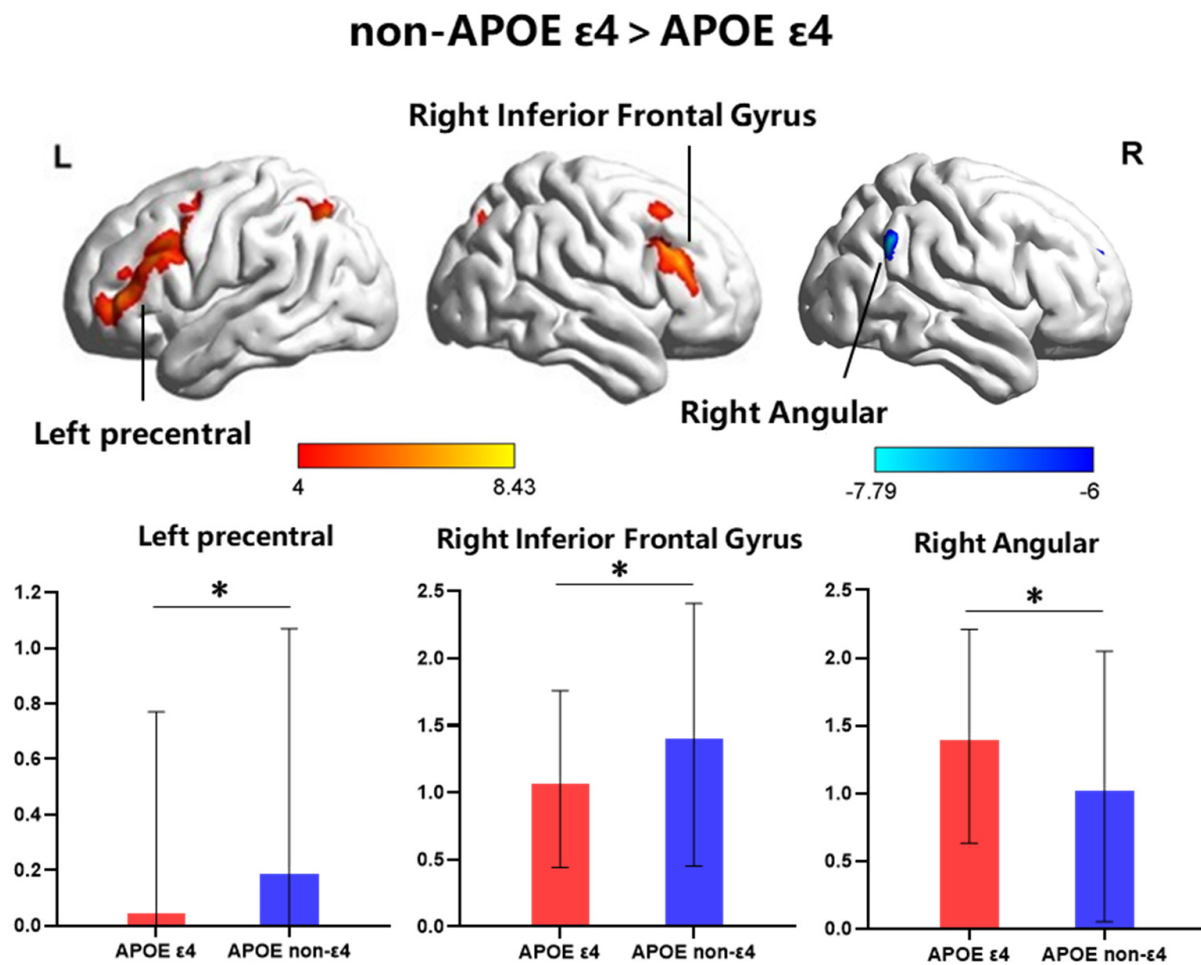 non-APOE ε4 > APOE ε4
Right Inferior Frontal Gyrus
L
R
Left precentral
Right Angular
4
8.43
-7.79
-6
Left precentral
*
1.2
1.0
0.8
0.6
0.4
0.2
0.0
APOE ε4
APOE non-ε4
Right Inferior Frontal Gyrus
*
2.5
2.0
1.5
1.0
0.5
0.0
APOE ε4
APOE non-ε4
Right Angular
*
2.5
2.0
1.5
1.0
0.5
0.0
APOE ε4
APOE non-ε4